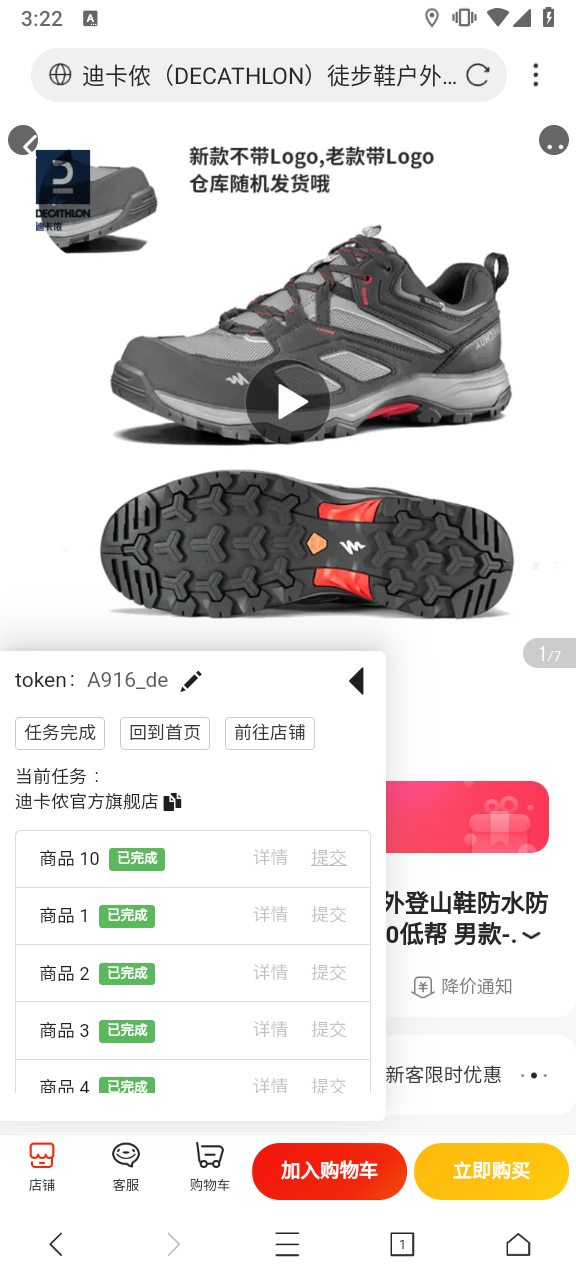 3:22
A
迪卡侬（DECATHLON）徒步鞋户外...
新款不带Logo,老款带Logo
仓库随机发货哦
DECATHLON
迪卡侬
1/7
token: A916_de
任务完成 回到首页 前往店铺
当前任务：
迪卡侬官方旗舰店
商品 10 已完成 详情 提交
商品 1 已完成 详情 提交
商品 2 已完成 详情 提交
商品 3 已完成 详情 提交
商品 4 已完成 详情 提交
外登山鞋防水防
0低帮 男款-.
降价通知
新客限时优惠
店铺 客服 购物车 加入购物车 立即购买
1